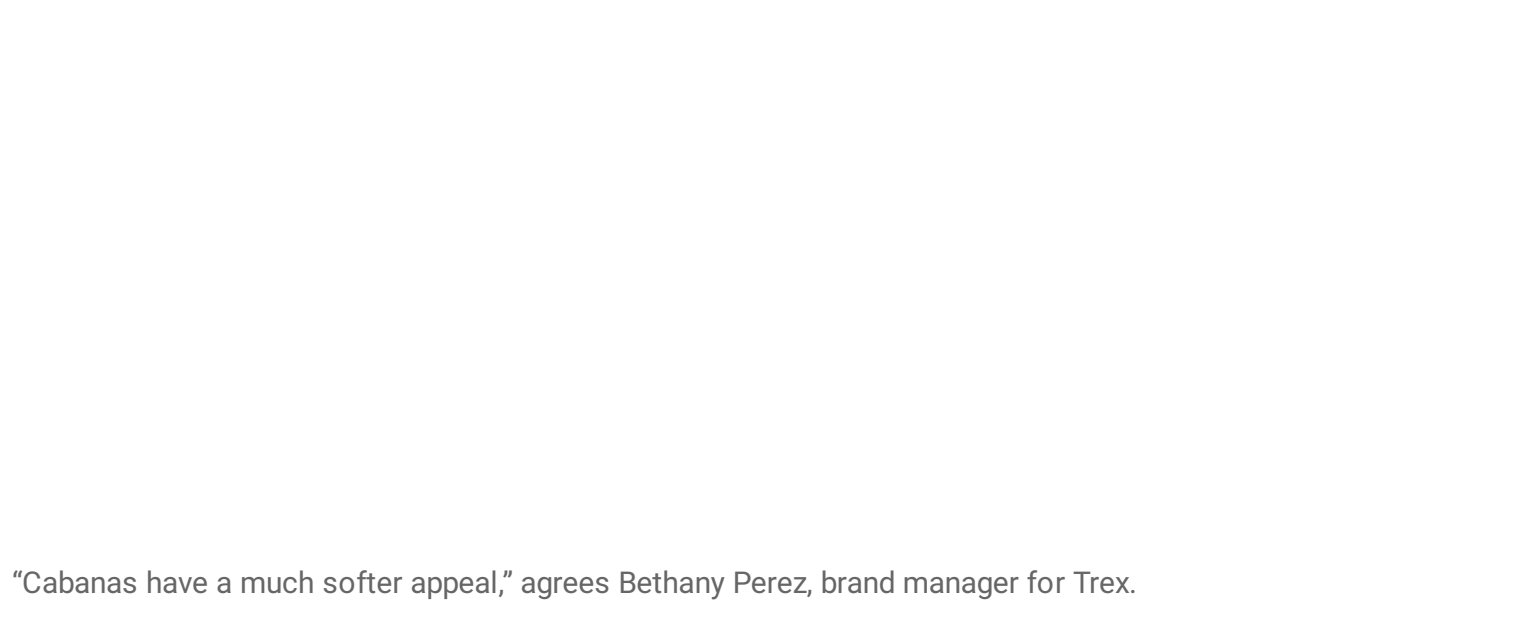 “Cabanas have a much softer appeal,” agrees Bethany Perez, brand manager for Trex.